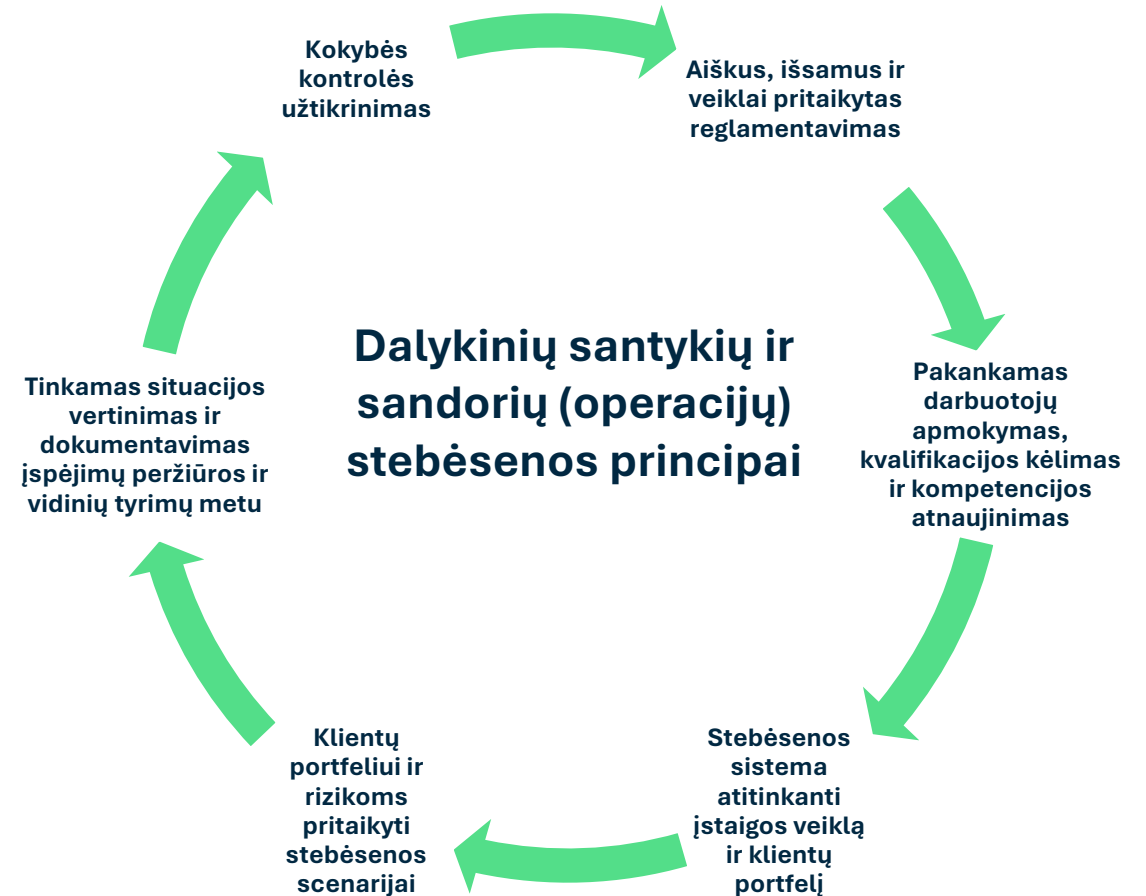 Kokybės
kontrolės
užtikrinimas
Aiškus, išsamus ir
veiklai pritaikytas
reglamentavimas
Dalykinių santykių ir
sandorių (operacijų)
stebėsenos principai
Pakankamas
darbuotojų
apmokymas,
kvalifikacijos kėlimas
ir kompetencijos
atnaujinimas
Stebėsenos
sistema
atitinkanti
įstaigos veiklą
ir klientų
portfelį
Klientų
portfeliui ir
rizikoms
pritaikyti
stebėsenos
scenarijai
Tinkamas situacijos
vertinimas ir
dokumentavimas
įspėjimų peržiūros ir
vidinių tyrimų metu